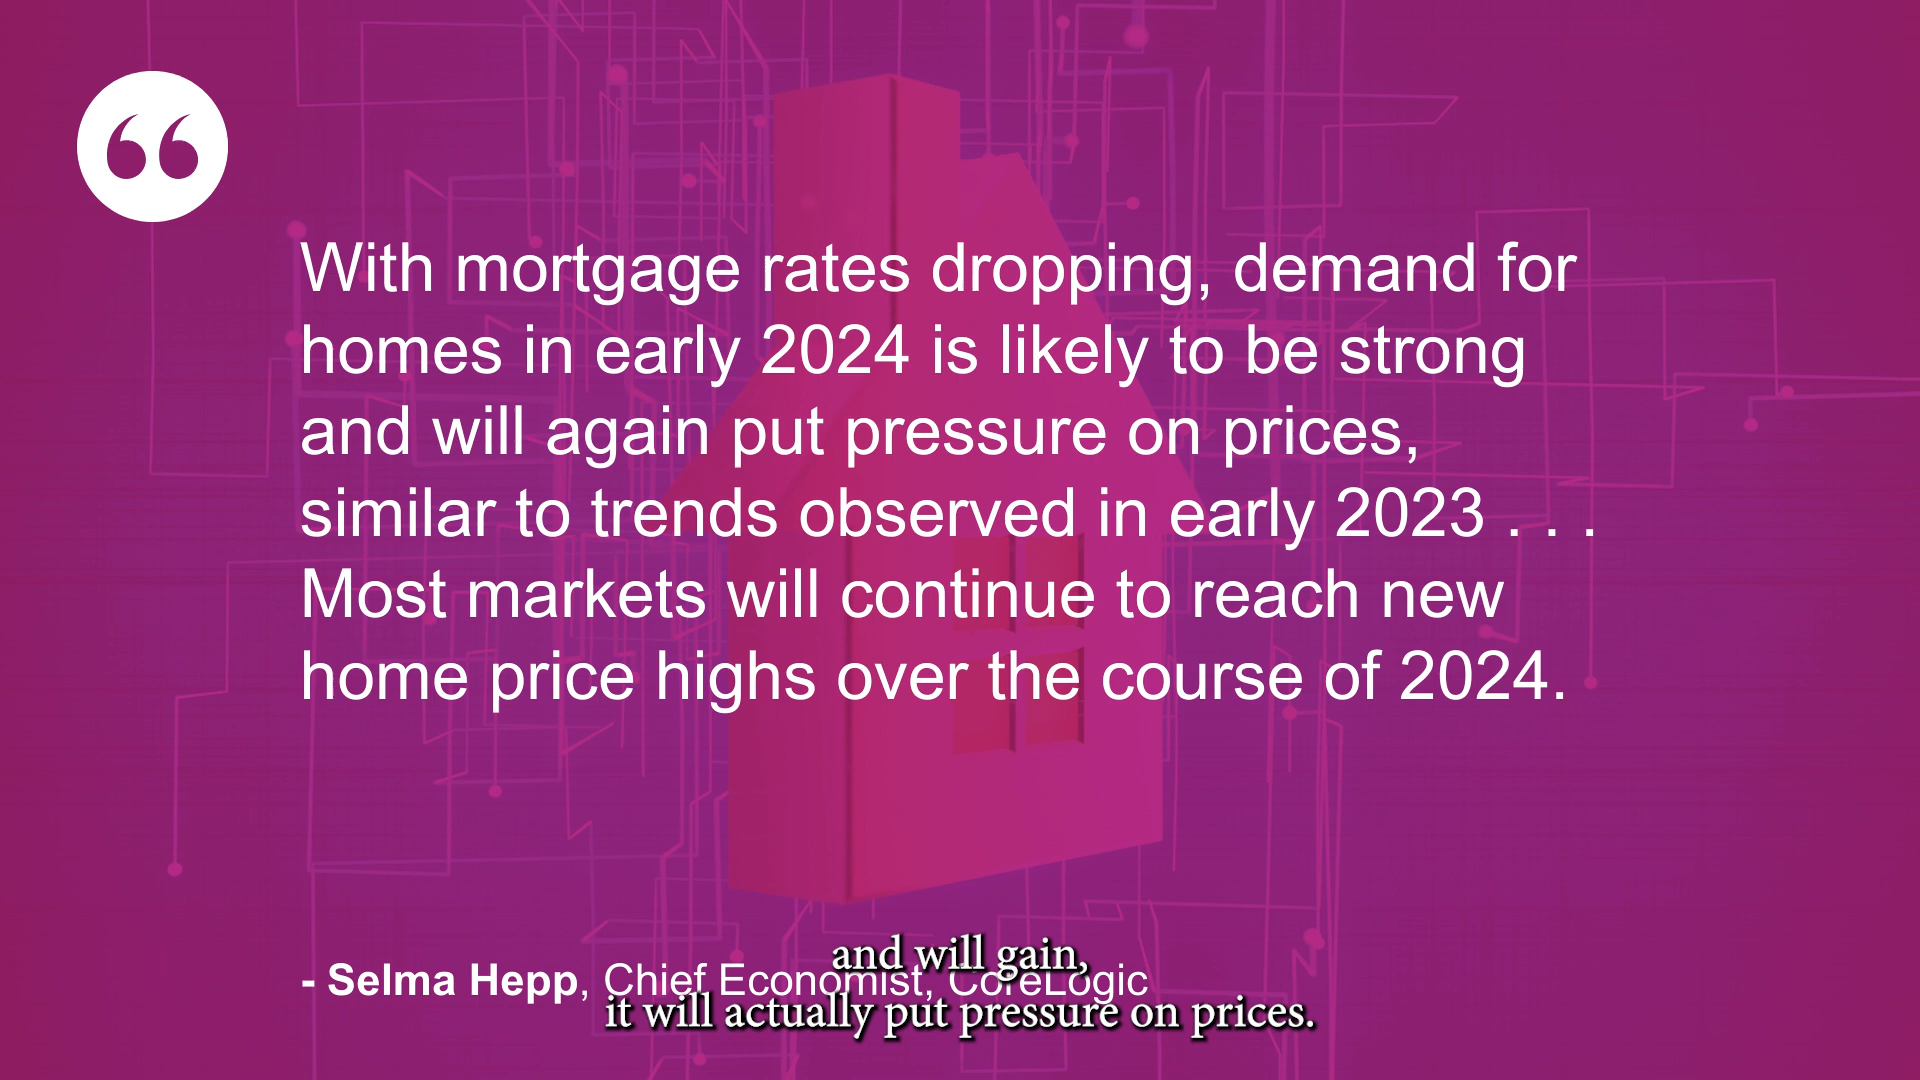 “
With mortgage rates dropping, demand for
homes in early 2024 is likely to be strong
and will again put pressure on prices,
similar to trends observed in early 2023 . . .
Most markets will continue to reach new
home price highs over the course of 2024.
- Selma Hepp, Chief Economist, CoreLogic
and will gain,
it will actually put pressure on prices.